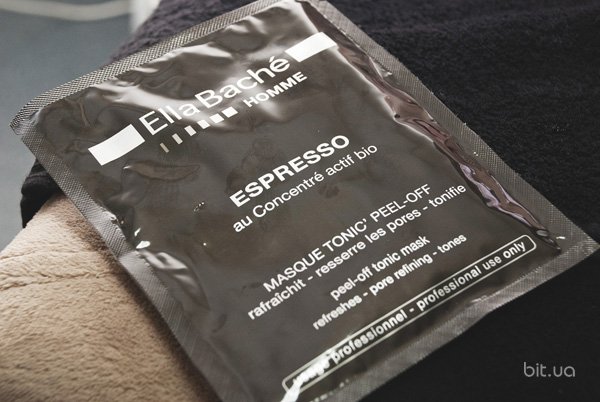 Ella Baché
HOMME
ESPRESSO
au Concentré actif bio
MASQUE TONIC' PEEL-OFF
rafraîchit - resserre les pores - tonifie
peel-off tonic mask
refreshes - pore refining - tones
usage professionnel - professional use only
bit.ua